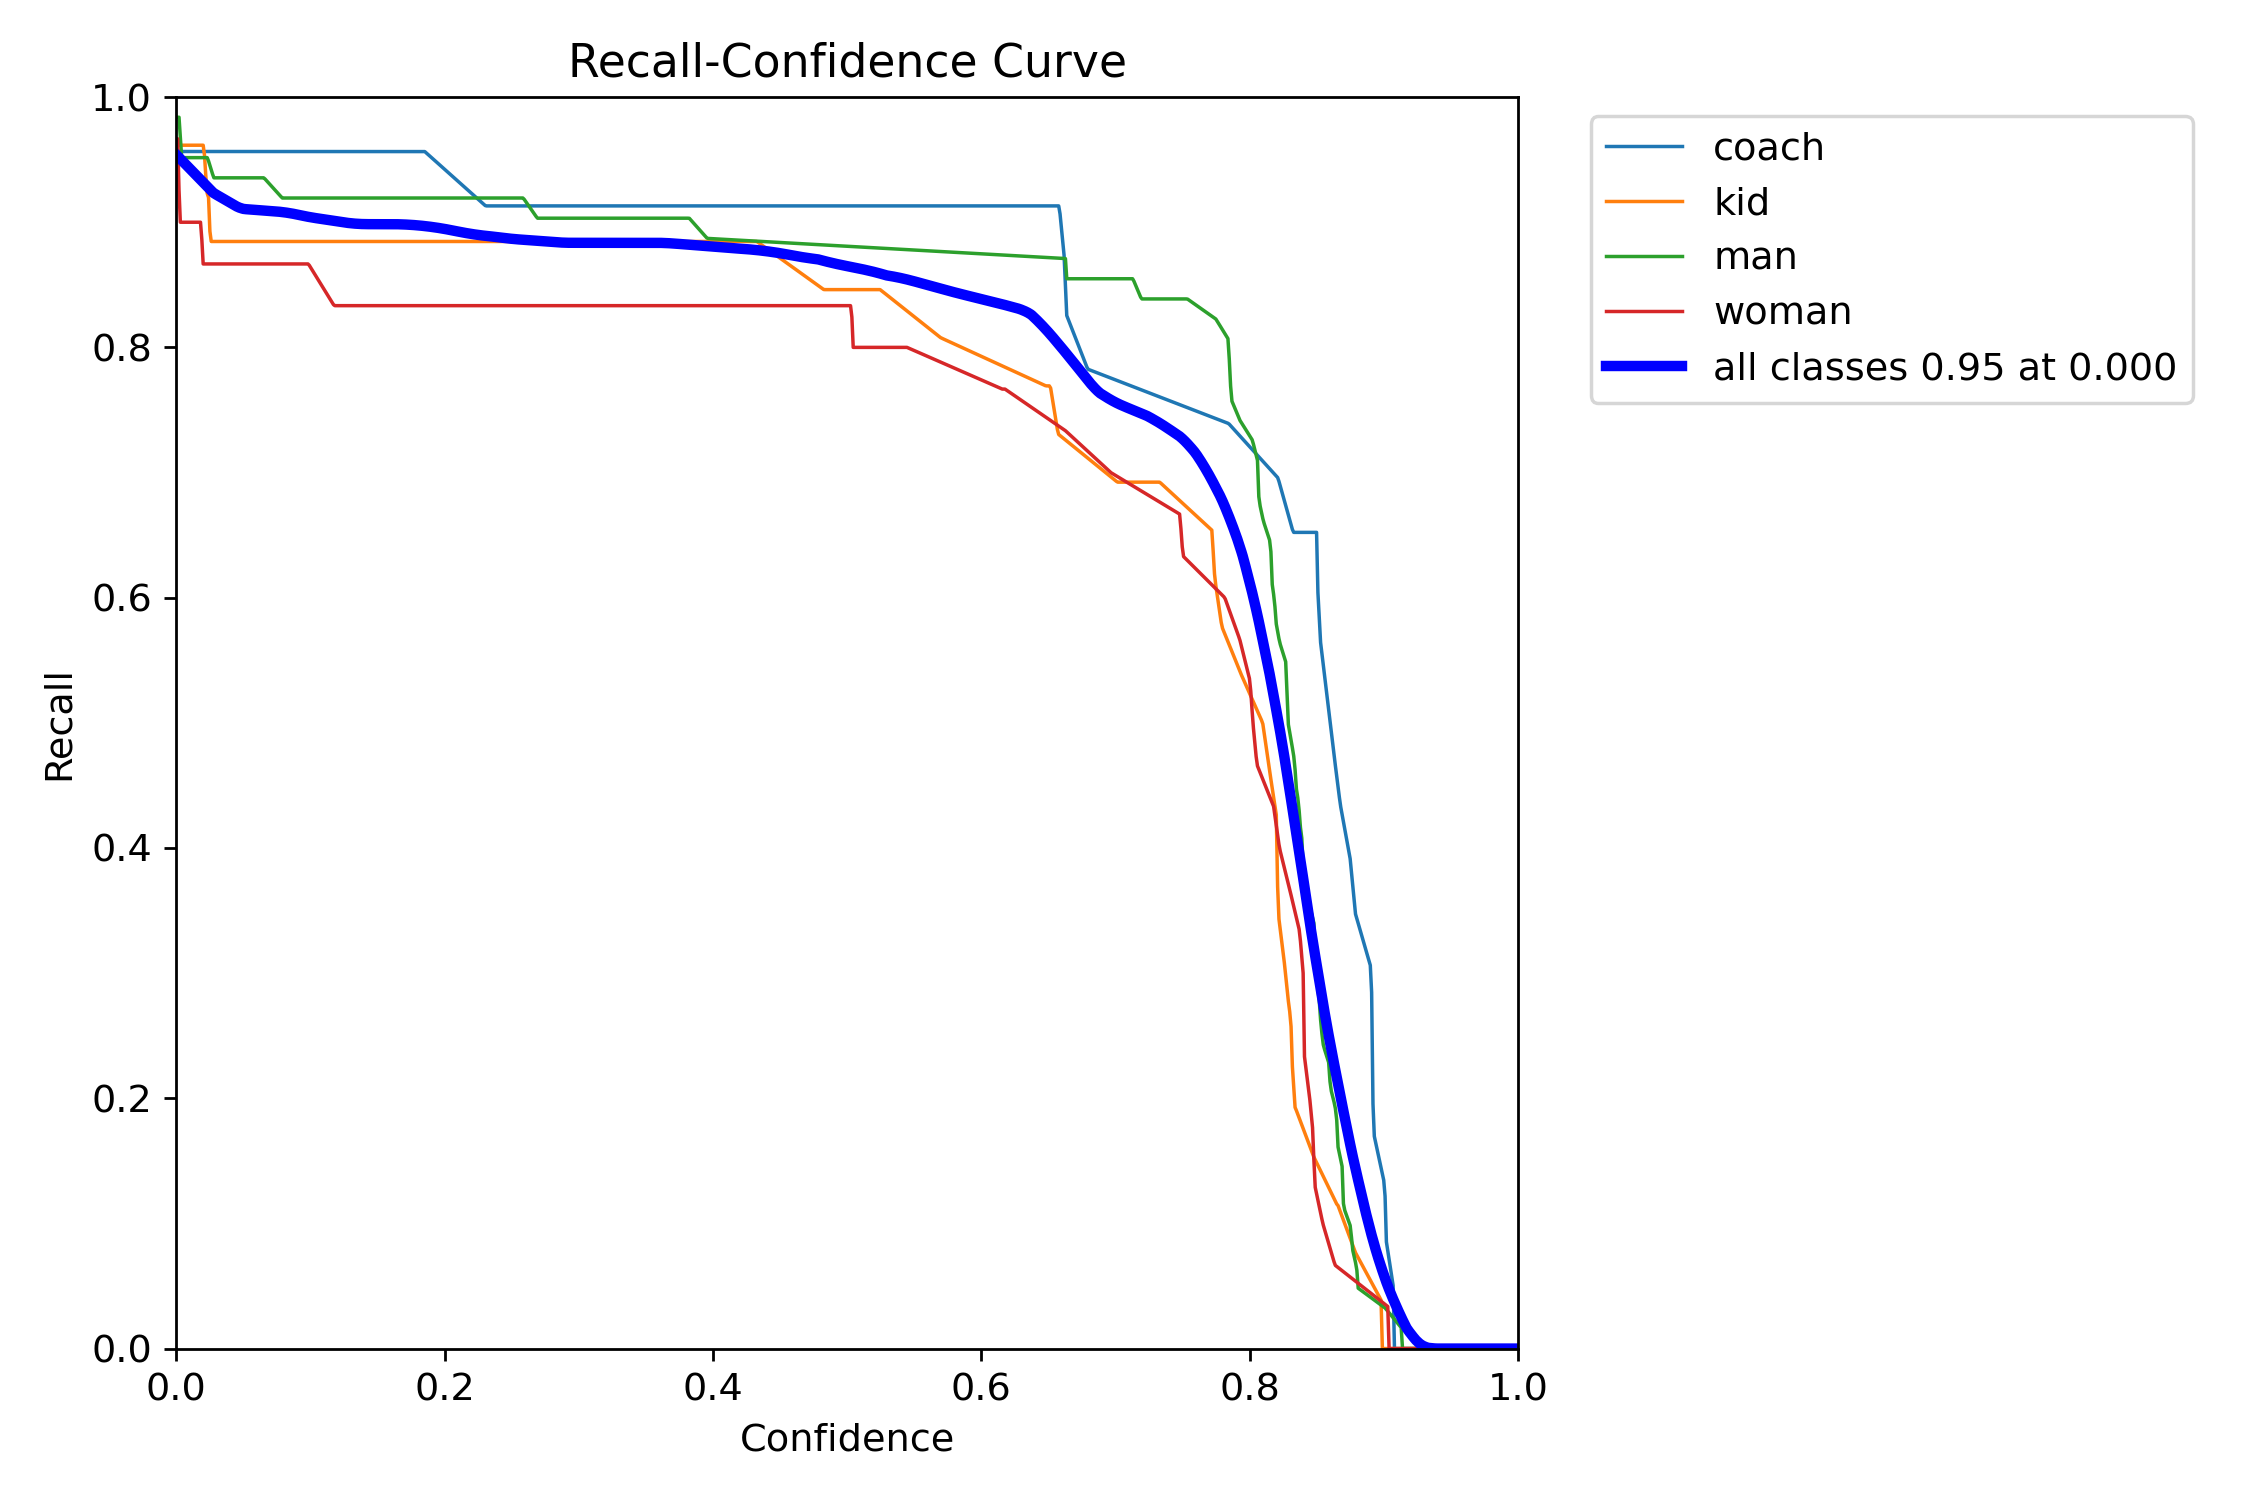 Recall-Confidence Curve
1.0
0.8
0.6
0.4
0.2
0.0
Recall
0.0 0.2 0.4 0.6 0.8 1.0
Confidence
coach
kid
man
woman
all classes 0.95 at 0.000